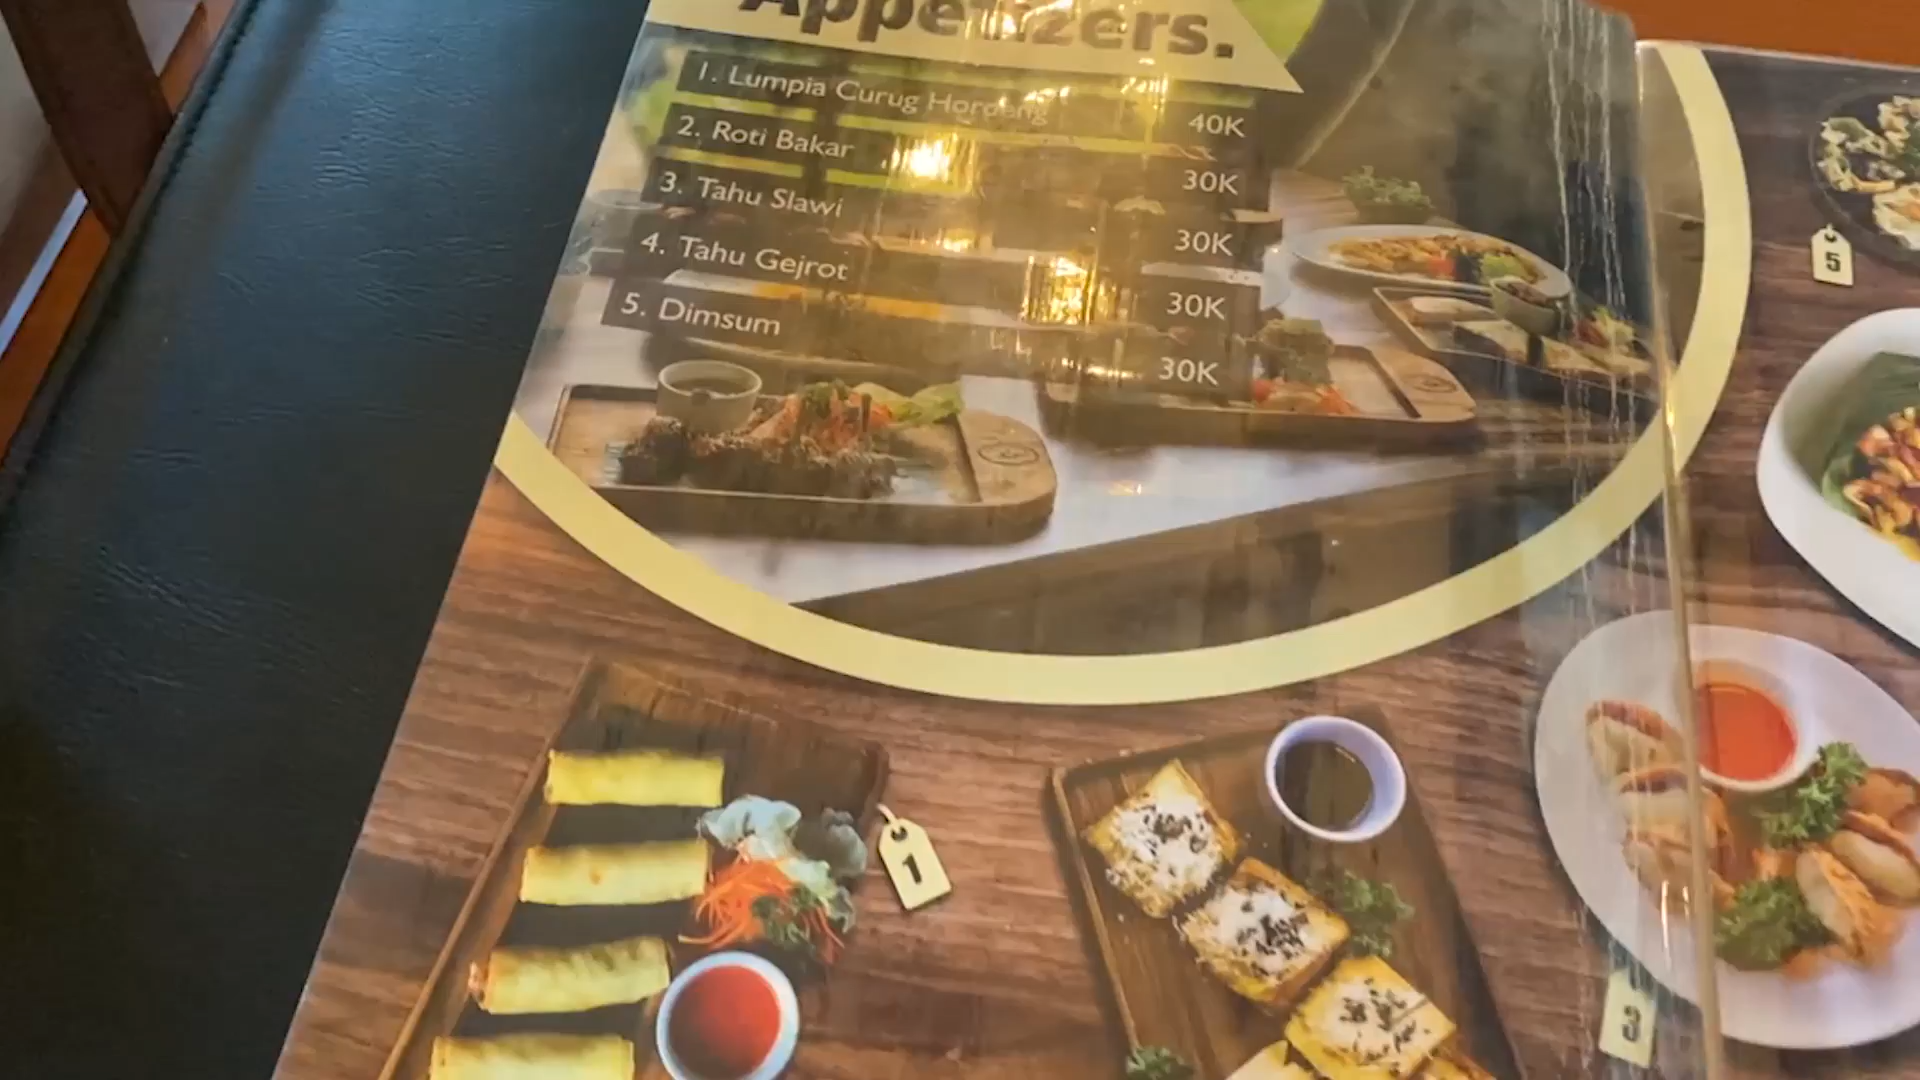 Appetizers.
1. Lumpia Curug Hordeng 40K
2. Roti Bakar 30K
3. Tahu Slawi 30K
4. Tahu Gejrot 30K
5. Dimsum 30K
5
1
3